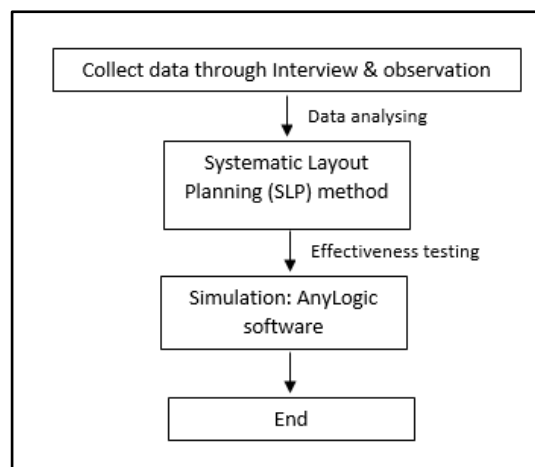 Collect data through Interview & observation
Data analysing
Systematic Layout
Planning (SLP) method
Effectiveness testing
Simulation: AnyLogic
software
End